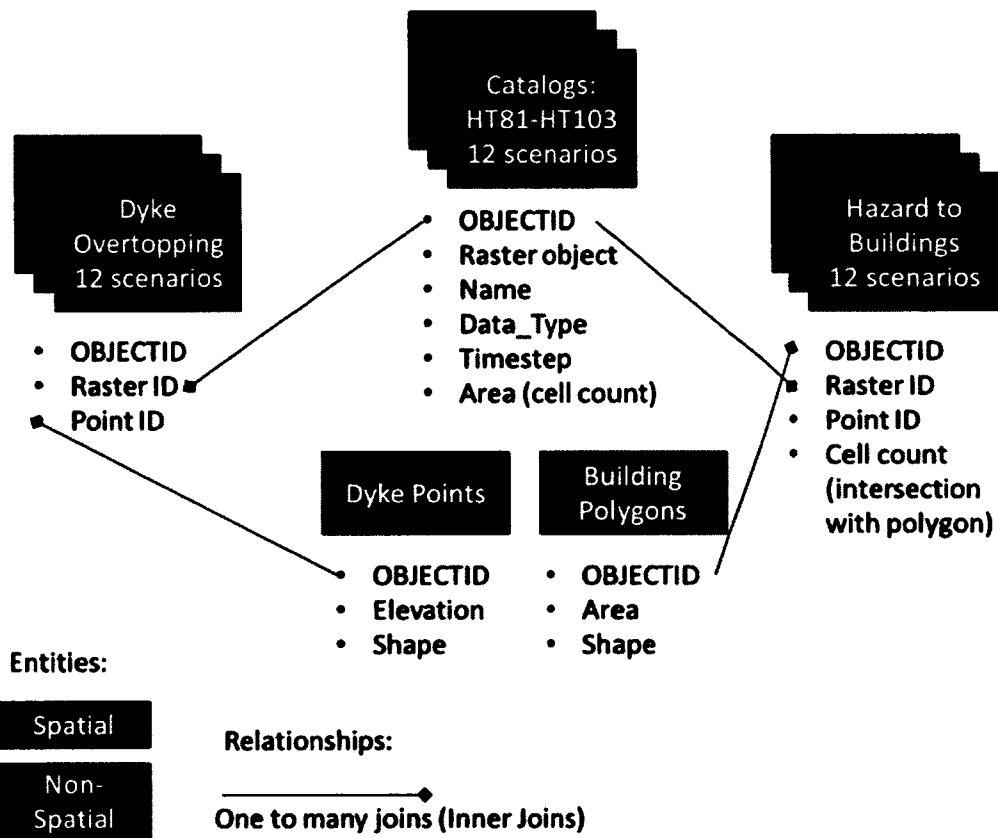 Catalogs:
HT81-HT103
12 scenarios
• OBJECTID
• Raster object
• Name
• Data_Type
• Timestep
• Area (cell count)
Dyke
Overtopping
12 scenarios
• OBJECTID
• Raster ID
• Point ID
Hazard to
Buildings
12 scenarios
• OBJECTID
• Raster ID
• Point ID
• Cell count
(intersection
with polygon)
Dyke Points
• OBJECTID
• Elevation
• Shape
Building
Polygons
• OBJECTID
• Area
• Shape
Entities:
Spatial
Non-
Spatial
Relationships:
One to many joins (Inner Joins)